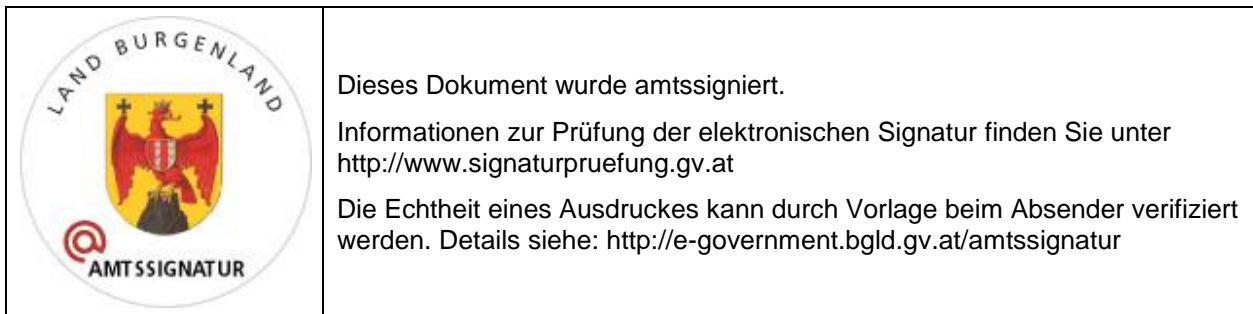 LAND BURGENLAND
@
AMTSSIGNATUR
Dieses Dokument wurde amtssigniert.
Informationen zur Prüfung der elektronischen Signatur finden Sie unter
http://www.signaturpruefung.gv.at
Die Echtheit eines Ausdruckes kann durch Vorlage beim Absender verifiziert
werden. Details siehe: http://e-government.bgld.gv.at/amtssignatur